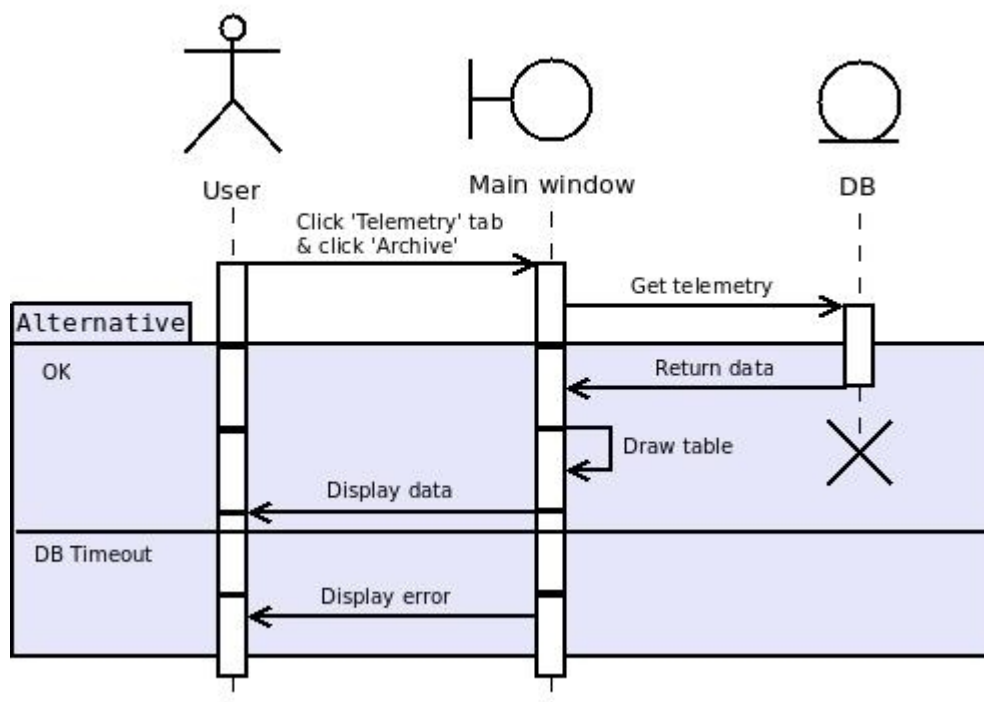 User
Main window
DB
Click 'Telemetry' tab
& click 'Archive'
Get telemetry
Alternative
OK
Return data
Draw table
Display data
DB Timeout
Display error